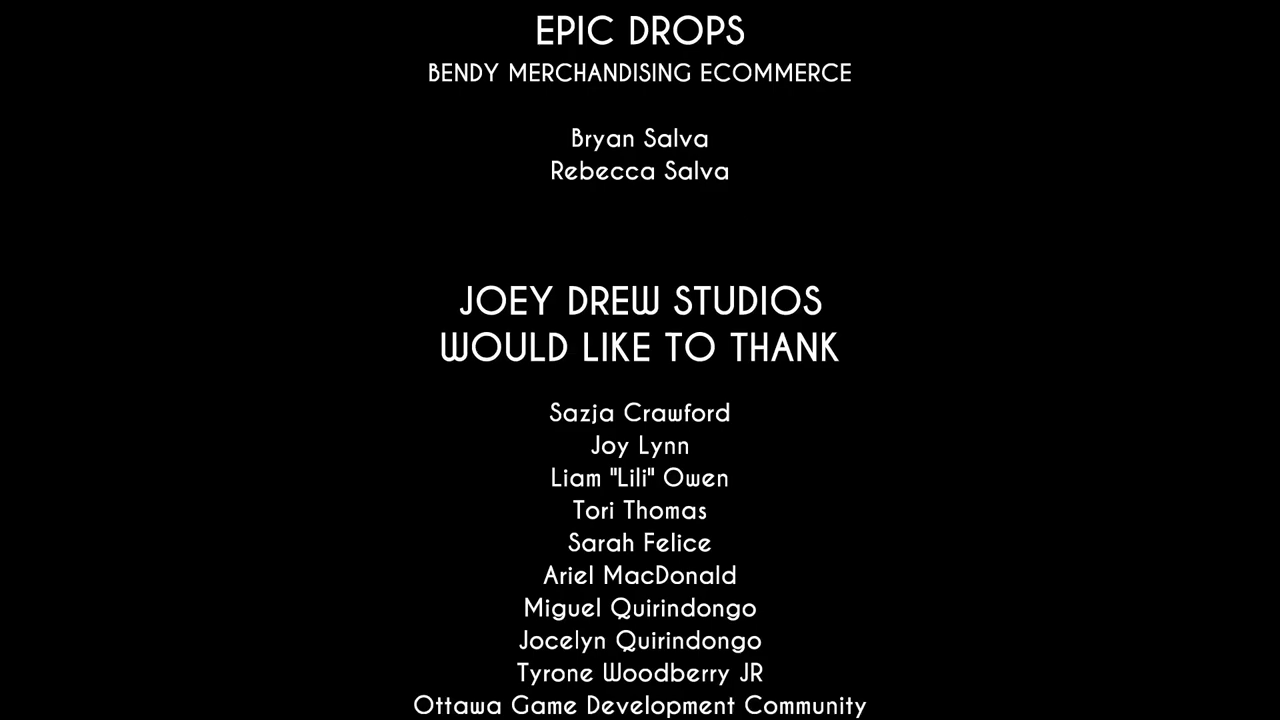 EPIC DROPS
BENDY MERCHANDISING ECOMMERCE
Bryan Salva
Rebecca Salva
JOEY DREW STUDIOS
WOULD LIKE TO THANK
Sazja Crawford
Joy Lynn
Liam "Lili" Owen
Tori Thomas
Sarah Felice
Ariel MacDonald
Miguel Quirindongo
Jocelyn Quirindongo
Tyrone Woodberry JR
Ottawa Game Development Community